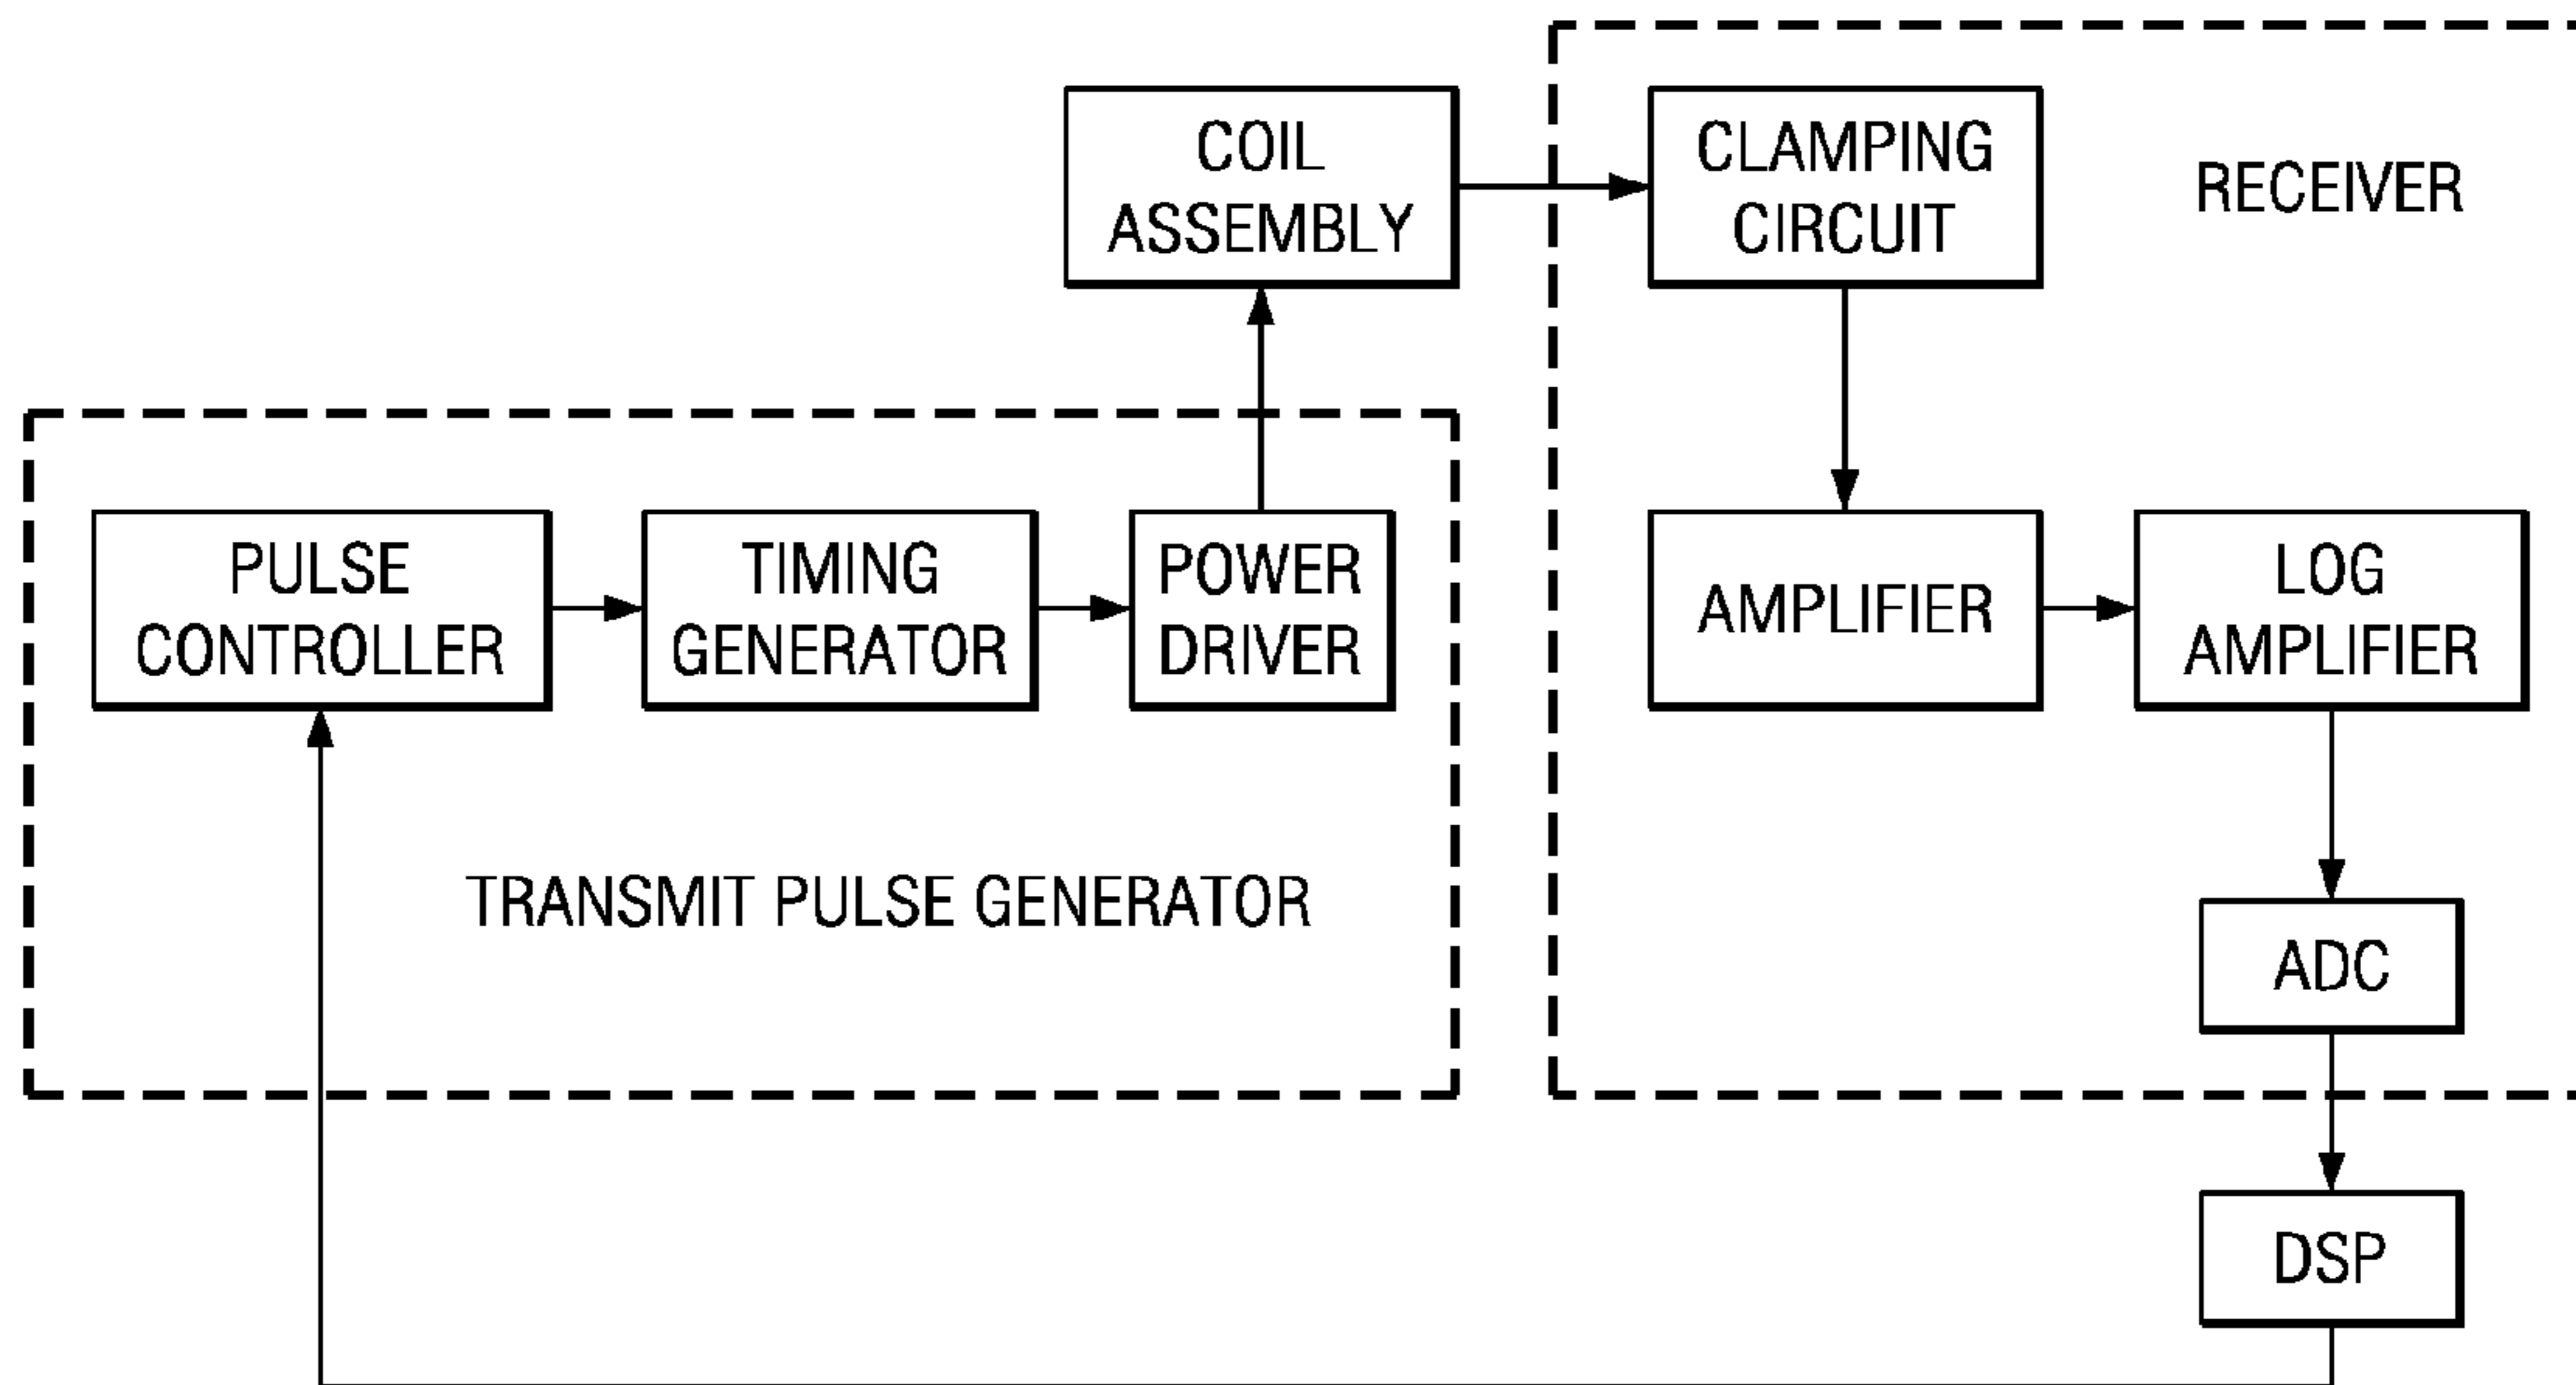 COIL
ASSEMBLY
CLAMPING
CIRCUIT
RECEIVER
PULSE
CONTROLLER
TIMING
GENERATOR
POWER
DRIVER
AMPLIFIER
LOG
AMPLIFIER
TRANSMIT PULSE GENERATOR
ADC
DSP